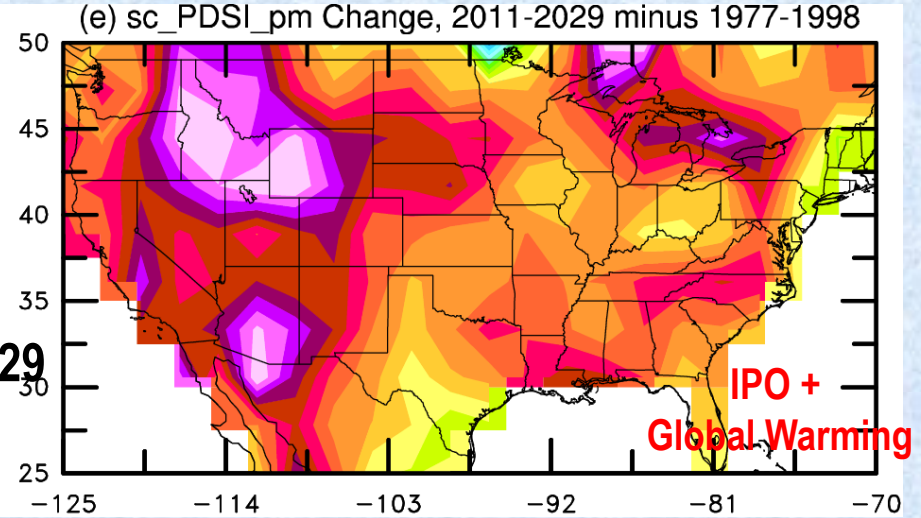 (e) sc_PDSI_pm Change, 2011-2029 minus 1977-1998
50
45
40
35
29
30
IPO +
Global Warming
25
−125 −114 −103 −92 −81 −70